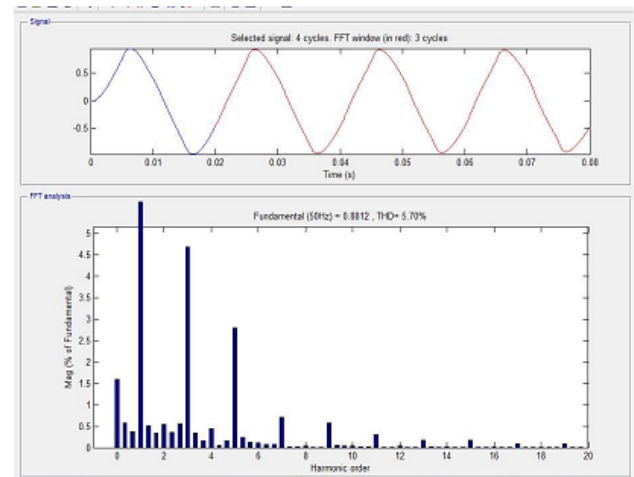 Signal
Selected signal: 4 cycles. FFT window (in red): 3 cycles
0.5
0
-0.5
0 0.01 0.02 0.03 0.04 0.05 0.06 0.07 0.08
Time (s)
FFT analysis
Fundamental (50Hz) = 0.8812 , THD= 5.70%
Mag (% of Fundamental)
5
4.5
4
3.5
3
2.5
2
1.5
1
0.5
0
0 2 4 6 8 10 12 14 16 18 20
Harmonic order